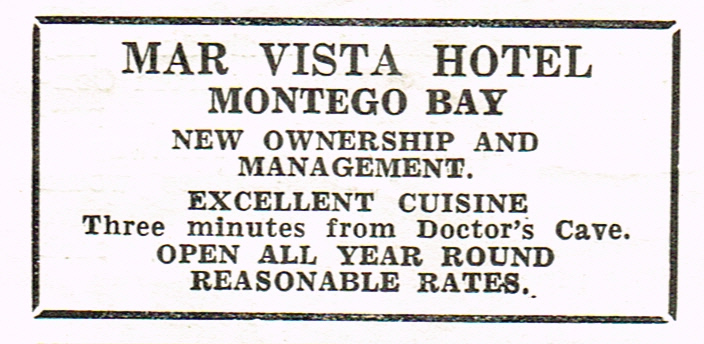 MAR VISTA HOTEL
MONTEGO BAY
NEW OWNERSHIP AND
MANAGEMENT.
EXCELLENT CUISINE
Three minutes from Doctor's Cave.
OPEN ALL YEAR ROUND
REASONABLE RATES.